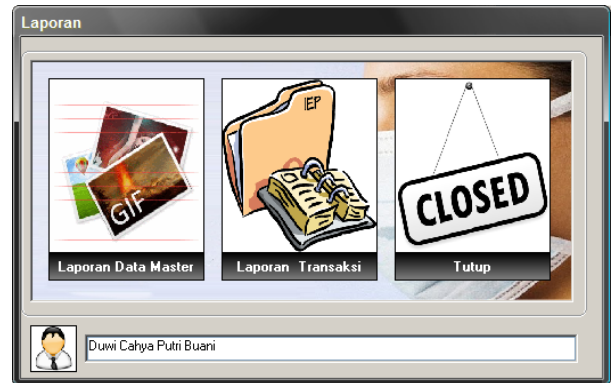 Laporan
IEP
GIF
CLOSED
Laporan Data Master
Laporan Transaksi
Tutup
Duwi Cahya Putri Buani